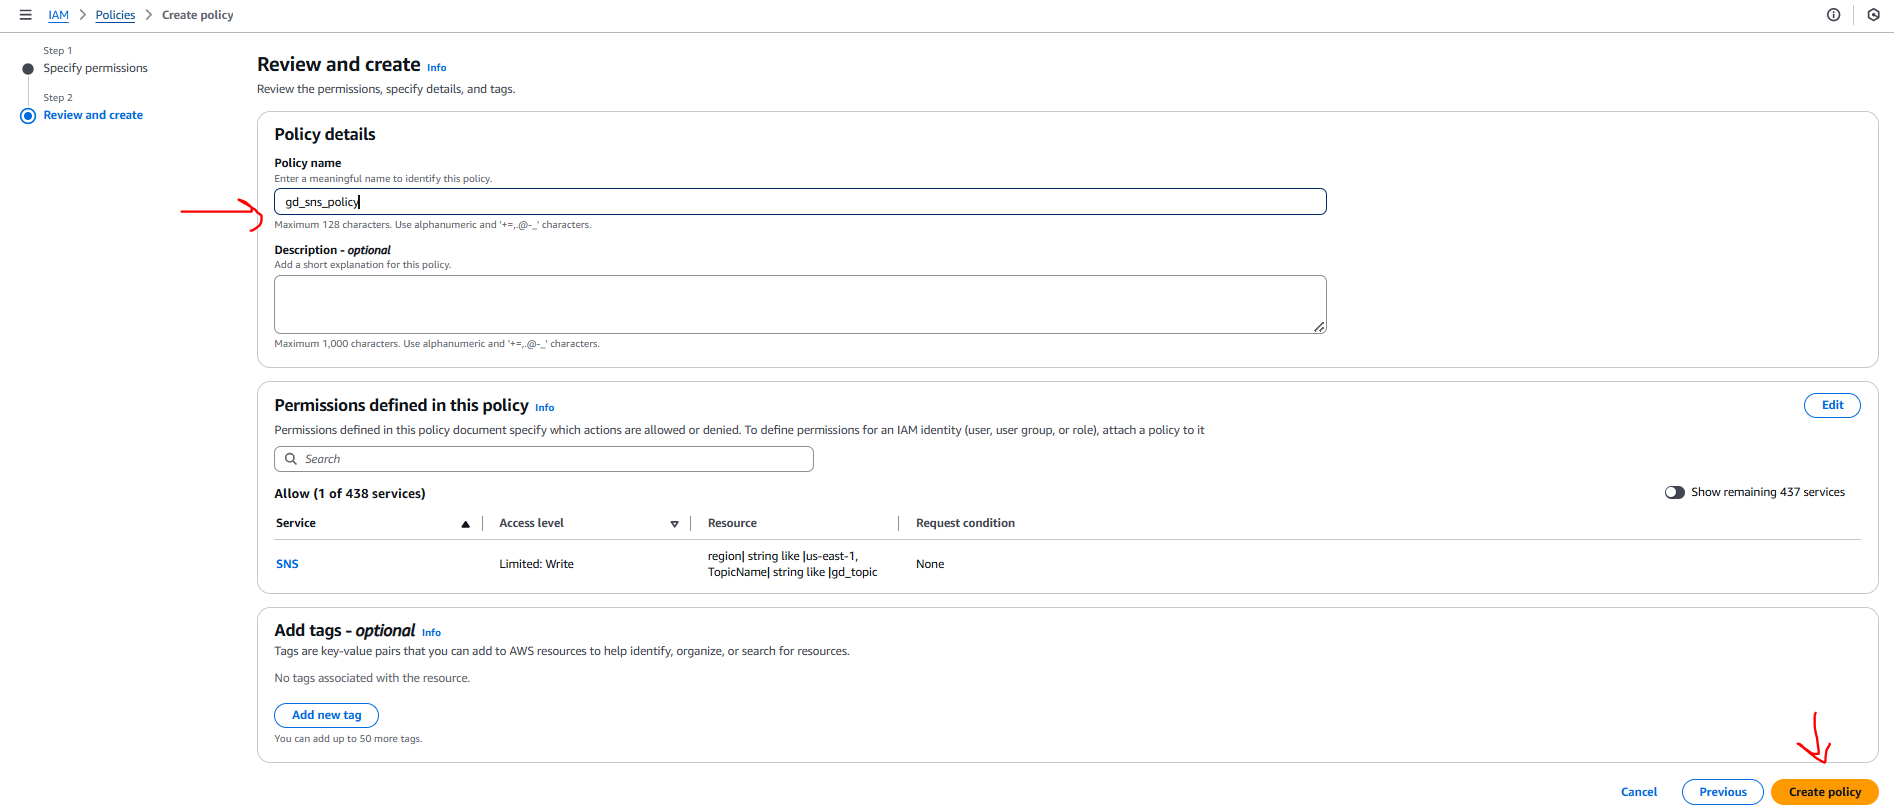 IAM > Policies > Create policy
Step 1
Specify permissions
Step 2
Review and create
Review and create Info
Review the permissions, specify details, and tags.
Policy details
Policy name
Enter a meaningful name to identify this policy.
gd_sns_policy
Maximum 128 characters. Use alphanumeric and '+=,.@-_' characters.
Description - optional
Add a short explanation for this policy.
Maximum 1,000 characters. Use alphanumeric and '+=,.@-_' characters.
Permissions defined in this policy Info
Edit
Permissions defined in this policy document specify which actions are allowed or denied. To define permissions for an IAM identity (user, user group, or role), attach a policy to it
Search
Allow (1 of 438 services)
Show remaining 437 services
Service Access level Resource Request condition
SNS Limited: Write region| string like |us-east-1, None
TopicName| string like |gd_topic
Add tags - optional Info
Tags are key-value pairs that you can add to AWS resources to help identify, organize, or search for resources.
No tags associated with the resource.
Add new tag
You can add up to 50 more tags.
Cancel Previous Create policy